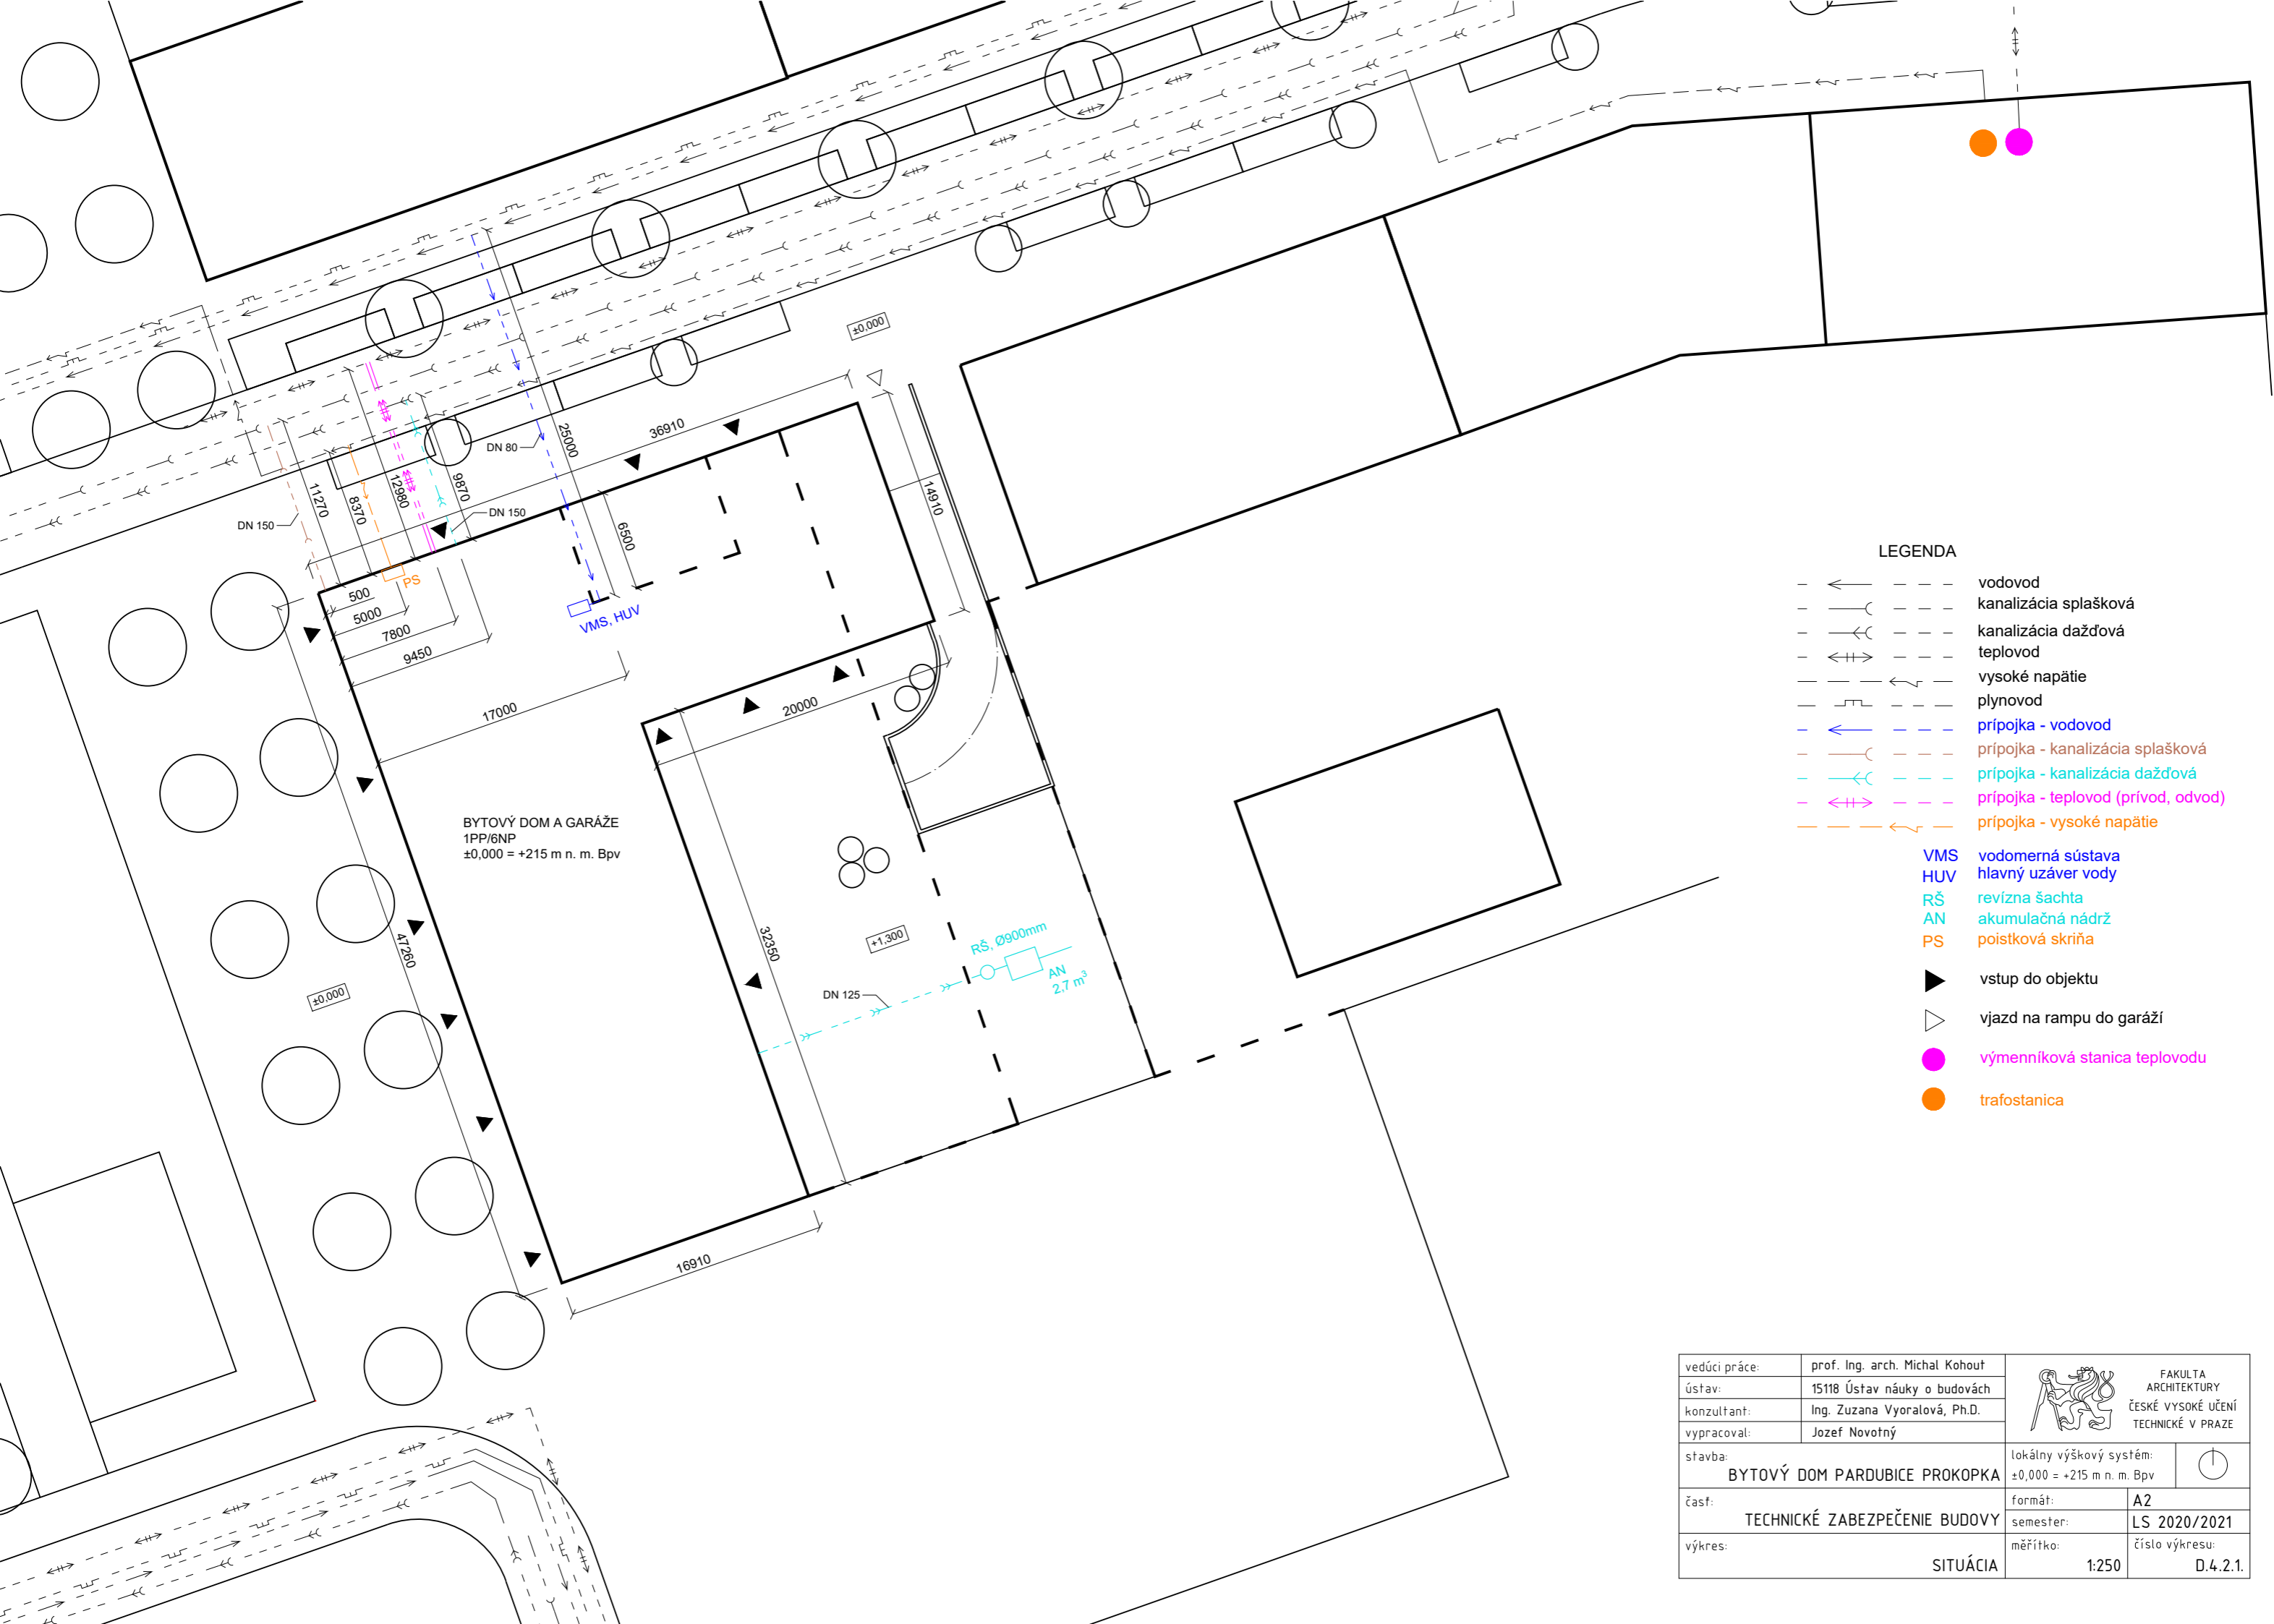 ±0,000
36910
25000
DN 80
14910
9870
12980
8370
11270
DN 150
DN 150
6500
PS
VMS, HUV
500
5000
7800
9450
17000
20000
BYTOVÝ DOM A GARÁŽE
1PP/6NP
±0,000 = +215 m n. m. Bpv
32350
47260
±0,000
+1,300
RŠ, Ø900mm
AN
2,7 m³
DN 125
16910
LEGENDA
vodovod
kanalizácia splašková
kanalizácia dažďová
teplovod
vysoké napätie
plynovod
prípojka - vodovod
prípojka - kanalizácia splašková
prípojka - kanalizácia dažďová
prípojka - teplovod (prívod, odvod)
prípojka - vysoké napätie
VMS vodomerná sústava
HUV hlavný uzáver vody
RŠ revízna šachta
AN akumulačná nádrž
PS poistková skriňa
vstup do objektu
vjazd na rampu do garáží
výmenníková stanica teplovodu
trafostanica
vedúci práce: prof. Ing. arch. Michal Kohout
ústav: 15118 Ústav náuky o budovách
konzultant: Ing. Zuzana Vyoralová, Ph.D.
vypracoval: Jozef Novotný
FAKULTA
ARCHITEKTURY
ČESKÉ VYSOKÉ UČENÍ
TECHNICKÉ V PRAZE
stavba:
BYTOVÝ DOM PARDUBICE PROKOPKA
lokálny výškový systém:
±0,000 = +215 m n. m. Bpv
časť:
TECHNICKÉ ZABEZPEČENIE BUDOVY
formát: A2
semester: LS 2020/2021
výkres:
SITUÁCIA
měřítko:
1:250
číslo výkresu:
D.4.2.1.